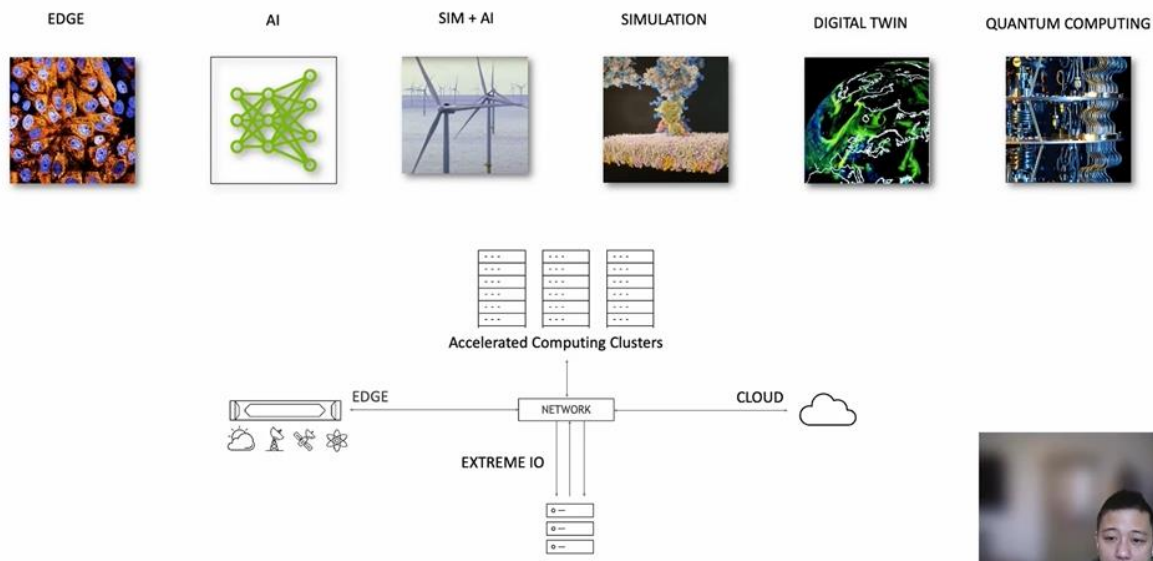 EDGE
AI
SIM + AI
SIMULATION
DIGITAL TWIN
QUANTUM COMPUTING
Accelerated Computing Clusters
EDGE
NETWORK
CLOUD
EXTREME IO